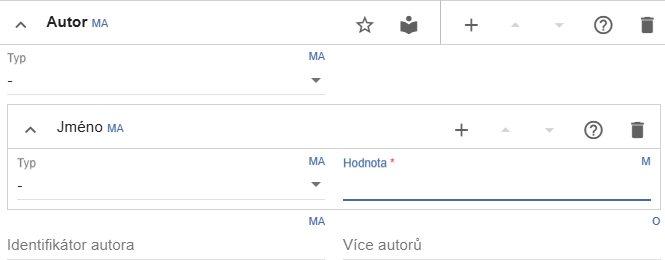 Autor MA
Typ MA
-
Jméno MA
Typ MA Hodnota * M
-
MA O
Identifikátor autora Více autorů